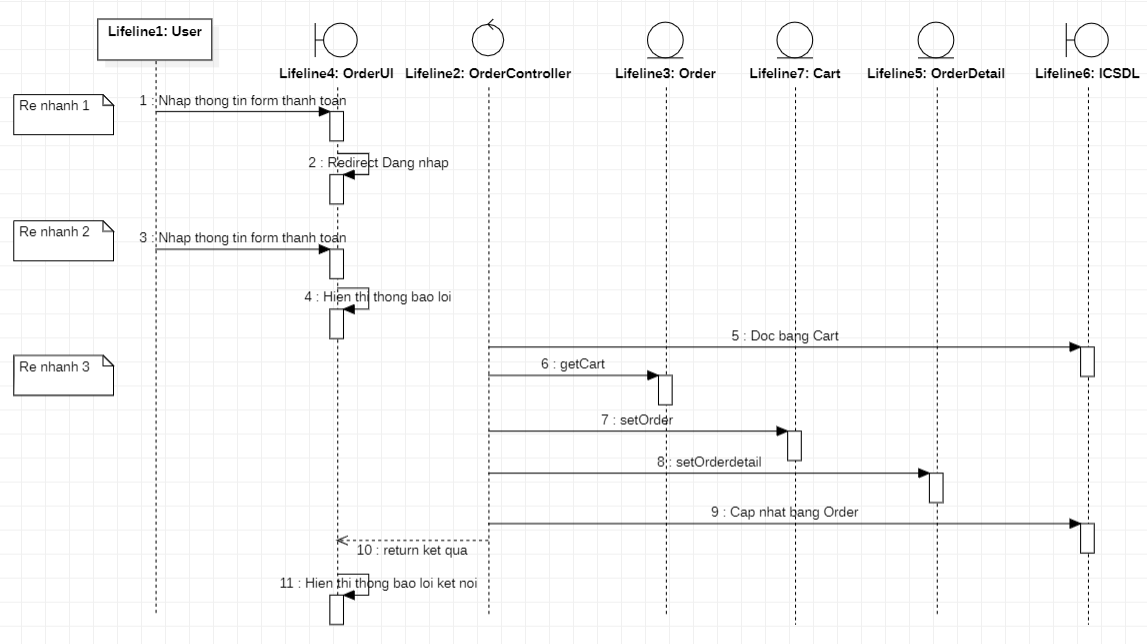 Lifeline1: User
Lifeline4: OrderUI
Lifeline2: OrderController
Lifeline3: Order
Lifeline7: Cart
Lifeline5: OrderDetail
Lifeline6: ICSDL
Re nhanh 1
1 : Nhap thong tin form thanh toan
2 : Redirect Dang nhap
Re nhanh 2
3 : Nhap thong tin form thanh toan
4 : Hien thi thong bao loi
5 : Doc bang Cart
Re nhanh 3
6 : getCart
7 : setOrder
8 : setOrderdetail
9 : Cap nhat bang Order
10 : return ket qua
11 : Hien thi thong bao loi ket noi